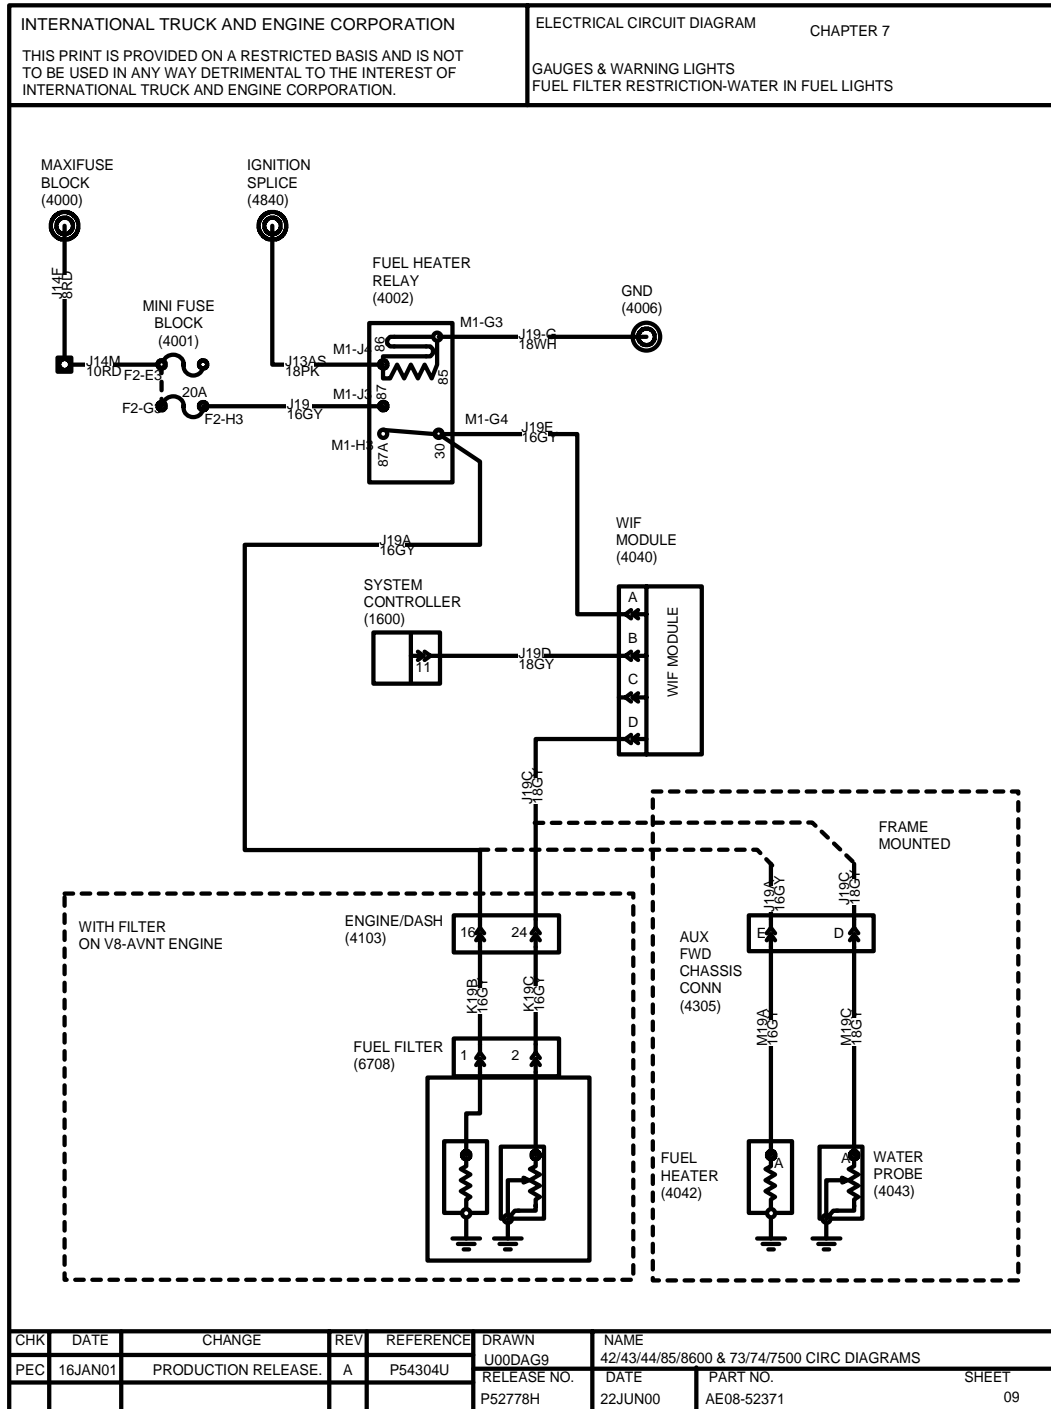 INTERNATIONAL TRUCK AND ENGINE CORPORATION
THIS PRINT IS PROVIDED ON A RESTRICTED BASIS AND IS NOT
TO BE USED IN ANY WAY DETRIMENTAL TO THE INTEREST OF
INTERNATIONAL TRUCK AND ENGINE CORPORATION.
ELECTRICAL CIRCUIT DIAGRAM
CHAPTER 7
GAUGES & WARNING LIGHTS
FUEL FILTER RESTRICTION-WATER IN FUEL LIGHTS
MAXIFUSE
BLOCK
(4000)
IGNITION
SPLICE
(4840)
J14F
8RD
MINI FUSE
BLOCK
(4001)
FUEL HEATER
RELAY
(4002)
GND
(4006)
J14M
10RD
F2-E3
20A
F2-G3
F2-H3
J13AS
18PK
J19
16GY
M1-J4
M1-J3
M1-H3
86
85
87
87A
30
M1-G3
M1-G4
J19-G
18WH
J19E
16GY
J19A
16GY
SYSTEM
CONTROLLER
(1600)
11
J19D
18GY
WIF
MODULE
(4040)
A
B
C
D
WIF MODULE
J19C
18GY
FRAME
MOUNTED
J19A
16GY
J19C
18GY
WITH FILTER
ON V8-AVNT ENGINE
ENGINE/DASH
(4103)
16
24
AUX
FWD
CHASSIS
CONN
(4305)
E
D
K19B
16GY
K19C
16GY
M19A
16GY
M19C
18GY
FUEL FILTER
(6708)
1
2
FUEL
HEATER
(4042)
A
A
WATER
PROBE
(4043)
CHK DATE CHANGE REV REFERENCE
PEC 16JAN01 PRODUCTION RELEASE. A P54304U
DRAWN
U00DAG9
NAME
42/43/44/85/8600 & 73/74/7500 CIRC DIAGRAMS
RELEASE NO.
P52778H
DATE
22JUN00
PART NO.
AE08-52371
SHEET
09